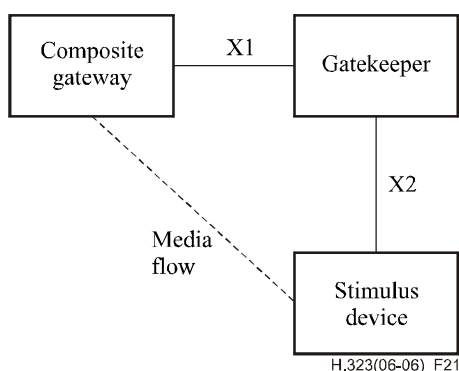 Composite
gateway
X1
Gatekeeper
X2
Media
flow
Stimulus
device
H.323(06-06)_F21